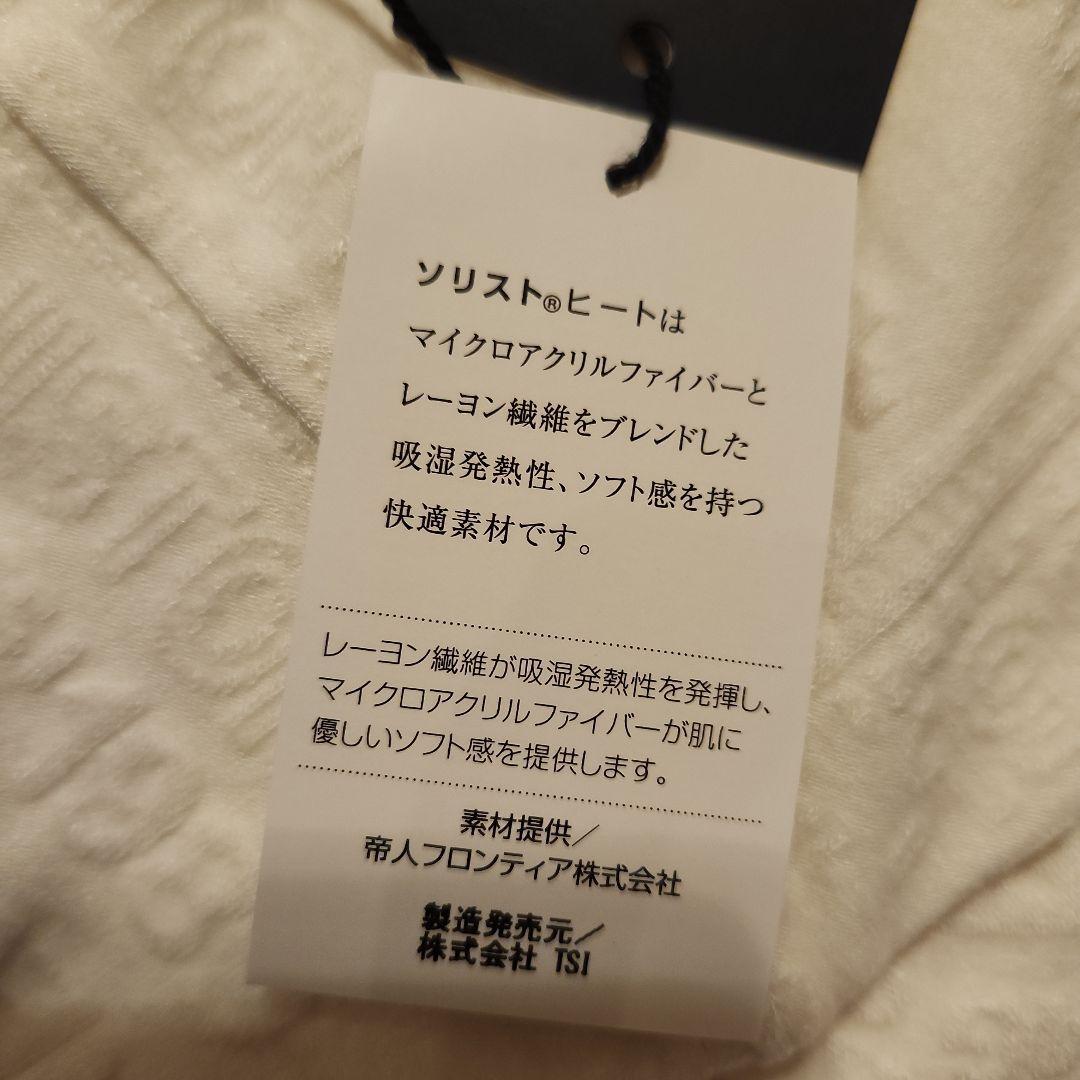 ソリスト®ヒートは
マイクロアクリルファイバーと
レーヨン繊維をブレンドした
吸湿発熱性、ソフト感を持つ
快適素材です。
レーヨン繊維が吸湿発熱性を発揮し、
マイクロアクリルファイバーが肌に
優しいソフト感を提供します。
素材提供／
帝人フロンティア株式会社
製造発売元／
株式会社 TSI